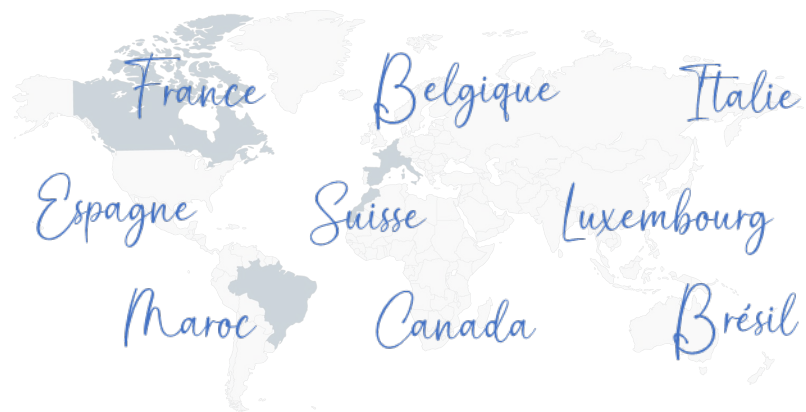 France Belgique Italie
Espagne Suisse Luxembourg
Maroc Canada Brésil